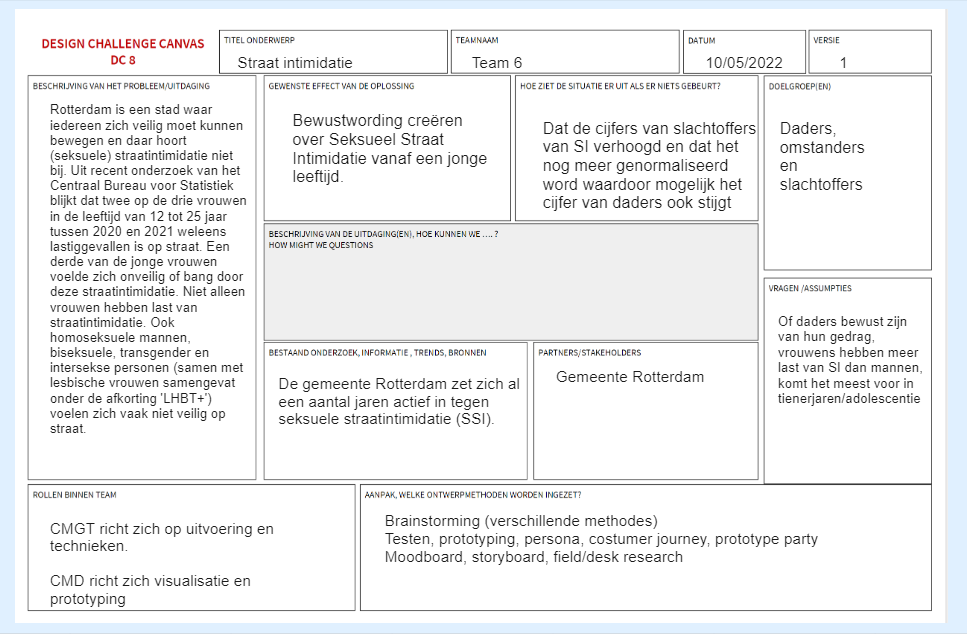 DESIGN CHALLENGE CANVAS
DC 8
TITEL ONDERWERP
Straat intimidatie
TEAMNAAM
Team 6
DATUM
10/05/2022
VERSIE
1
BESCHRIJVING VAN HET PROBLEEM/UITDAGING
Rotterdam is een stad waar
iedereen zich veilig moet kunnen
bewegen en daar hoort
(seksuele) straatintimidatie niet
bij. Uit recent onderzoek van het
Centraal Bureau voor Statistiek
blijkt dat twee op de drie vrouwen
in de leeftijd van 12 tot 25 jaar
tussen 2020 en 2021 weleens
lastiggevallen is op straat. Een
derde van de jonge vrouwen
voelde zich onveilig of bang door
deze straatintimidatie. Niet alleen
vrouwen hebben last van
straatintimidatie. Ook
homoseksuele mannen,
biseksuele, transgender en
intersekse personen (samen met
lesbische vrouwen samengevat
onder de afkorting 'LHBT+')
voelen zich vaak niet veilig op
straat.
GEWENSTE EFFECT VAN DE OPLOSSING
Bewustwording creëren
over Seksueel Straat
Intimidatie vanaf een jonge
leeftijd.
HOE ZIET DE SITUATIE ER UIT ALS ER NIETS GEBEURT?
Dat de cijfers van slachtoffers
van SI verhoogd en dat het
nog meer genormaliseerd
word waardoor mogelijk het
cijfer van daders ook stijgt
DOELGROEP(EN)
Daders,
omstanders
en
slachtoffers
BESCHRIJVING VAN DE UITDAGING(EN), HOE KUNNEN WE .... ?
HOW MIGHT WE QUESTIONS
VRAGEN /ASSUMPTIES
Of daders bewust zijn
van hun gedrag,
vrouwens hebben meer
last van SI dan mannen,
komt het meest voor in
tienerjaren/adolescentie
BESTAAND ONDERZOEK, INFORMATIE , TRENDS, BRONNEN
De gemeente Rotterdam zet zich al
een aantal jaren actief in tegen
seksuele straatintimidatie (SSI).
PARTNERS/STAKEHOLDERS
Gemeente Rotterdam
ROLLEN BINNEN TEAM
CMGT richt zich op uitvoering en
technieken.
CMD richt zich visualisatie en
prototyping
AANPAK, WELKE ONTWERPMETHODEN WORDEN INGEZET?
Brainstorming (verschillende methodes)
Testen, prototyping, persona, costumer journey, prototype party
Moodboard, storyboard, field/desk research